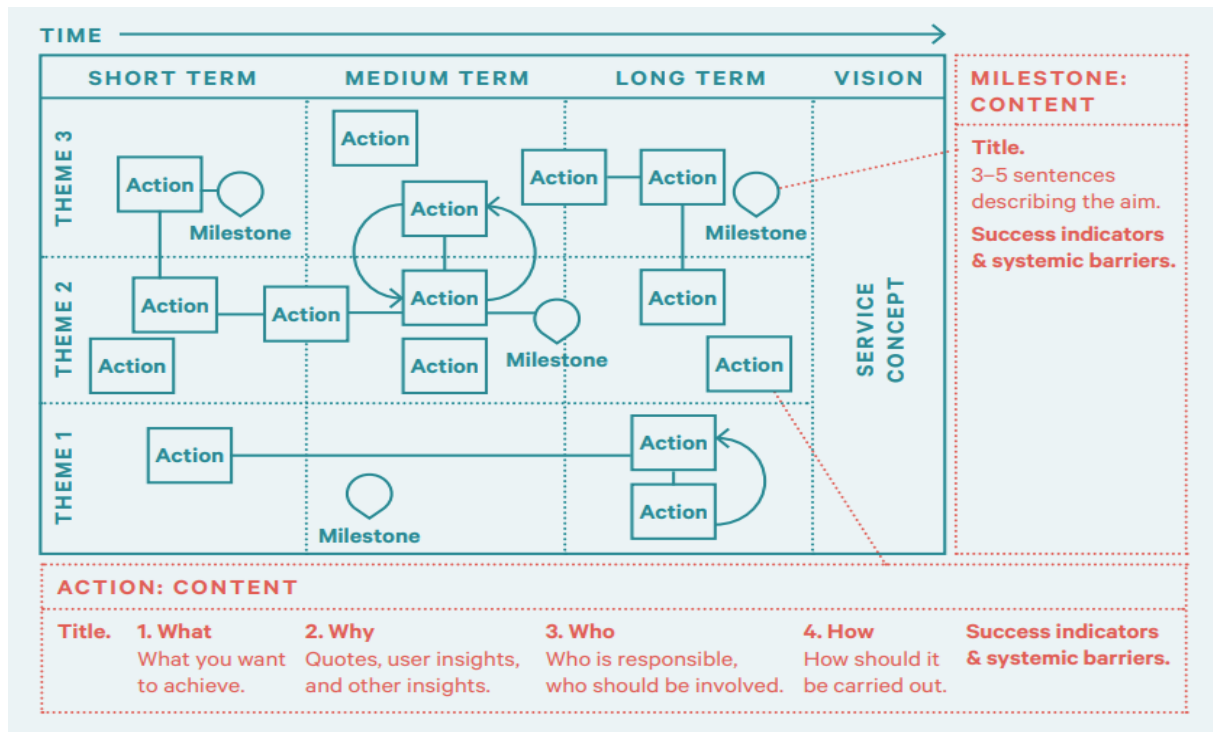 TIME
SHORT TERM
MEDIUM TERM
LONG TERM
VISION
THEME 3
Action
Action
Milestone
Action
Action
Action
Milestone
THEME 2
Action
Action
Action
Action
Action
Milestone
Action
Action
THEME 1
Action
Milestone
Action
Action
SERVICE
CONCEPT
MILESTONE:
CONTENT
Title.
3–5 sentences
describing the aim.
Success indicators
& systemic barriers.
ACTION: CONTENT
Title.
1. What
What you want
to achieve.
2. Why
Quotes, user insights,
and other insights.
3. Who
Who is responsible,
who should be involved.
4. How
How should it
be carried out.
Success indicators
& systemic barriers.